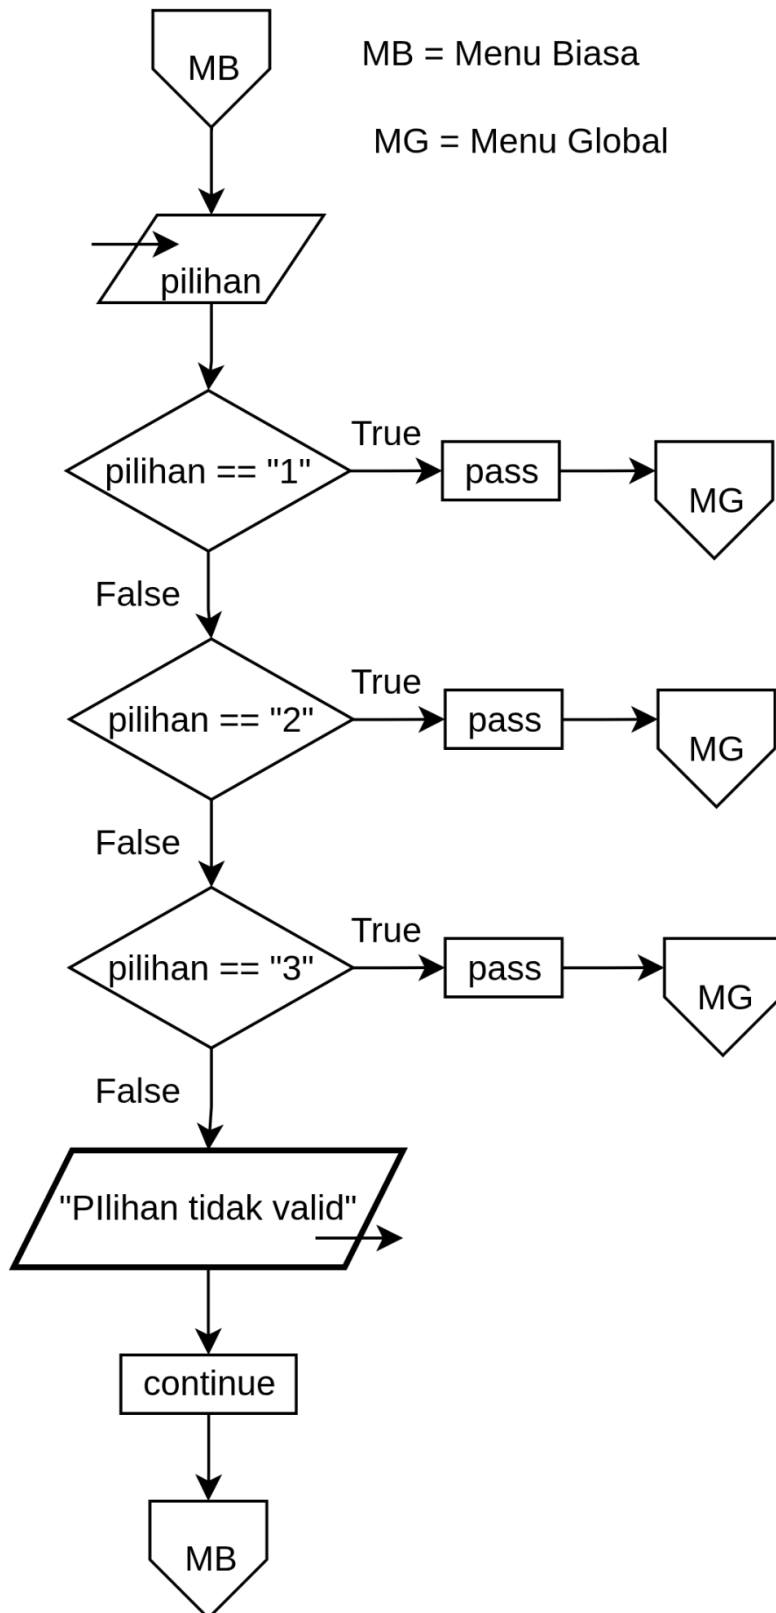 MB
MB = Menu Biasa
MG = Menu Global
pilihan
pilihan == "1"
True
pass
MG
False
pilihan == "2"
True
pass
MG
False
pilihan == "3"
True
pass
MG
False
"PIlihan tidak valid"
continue
MB